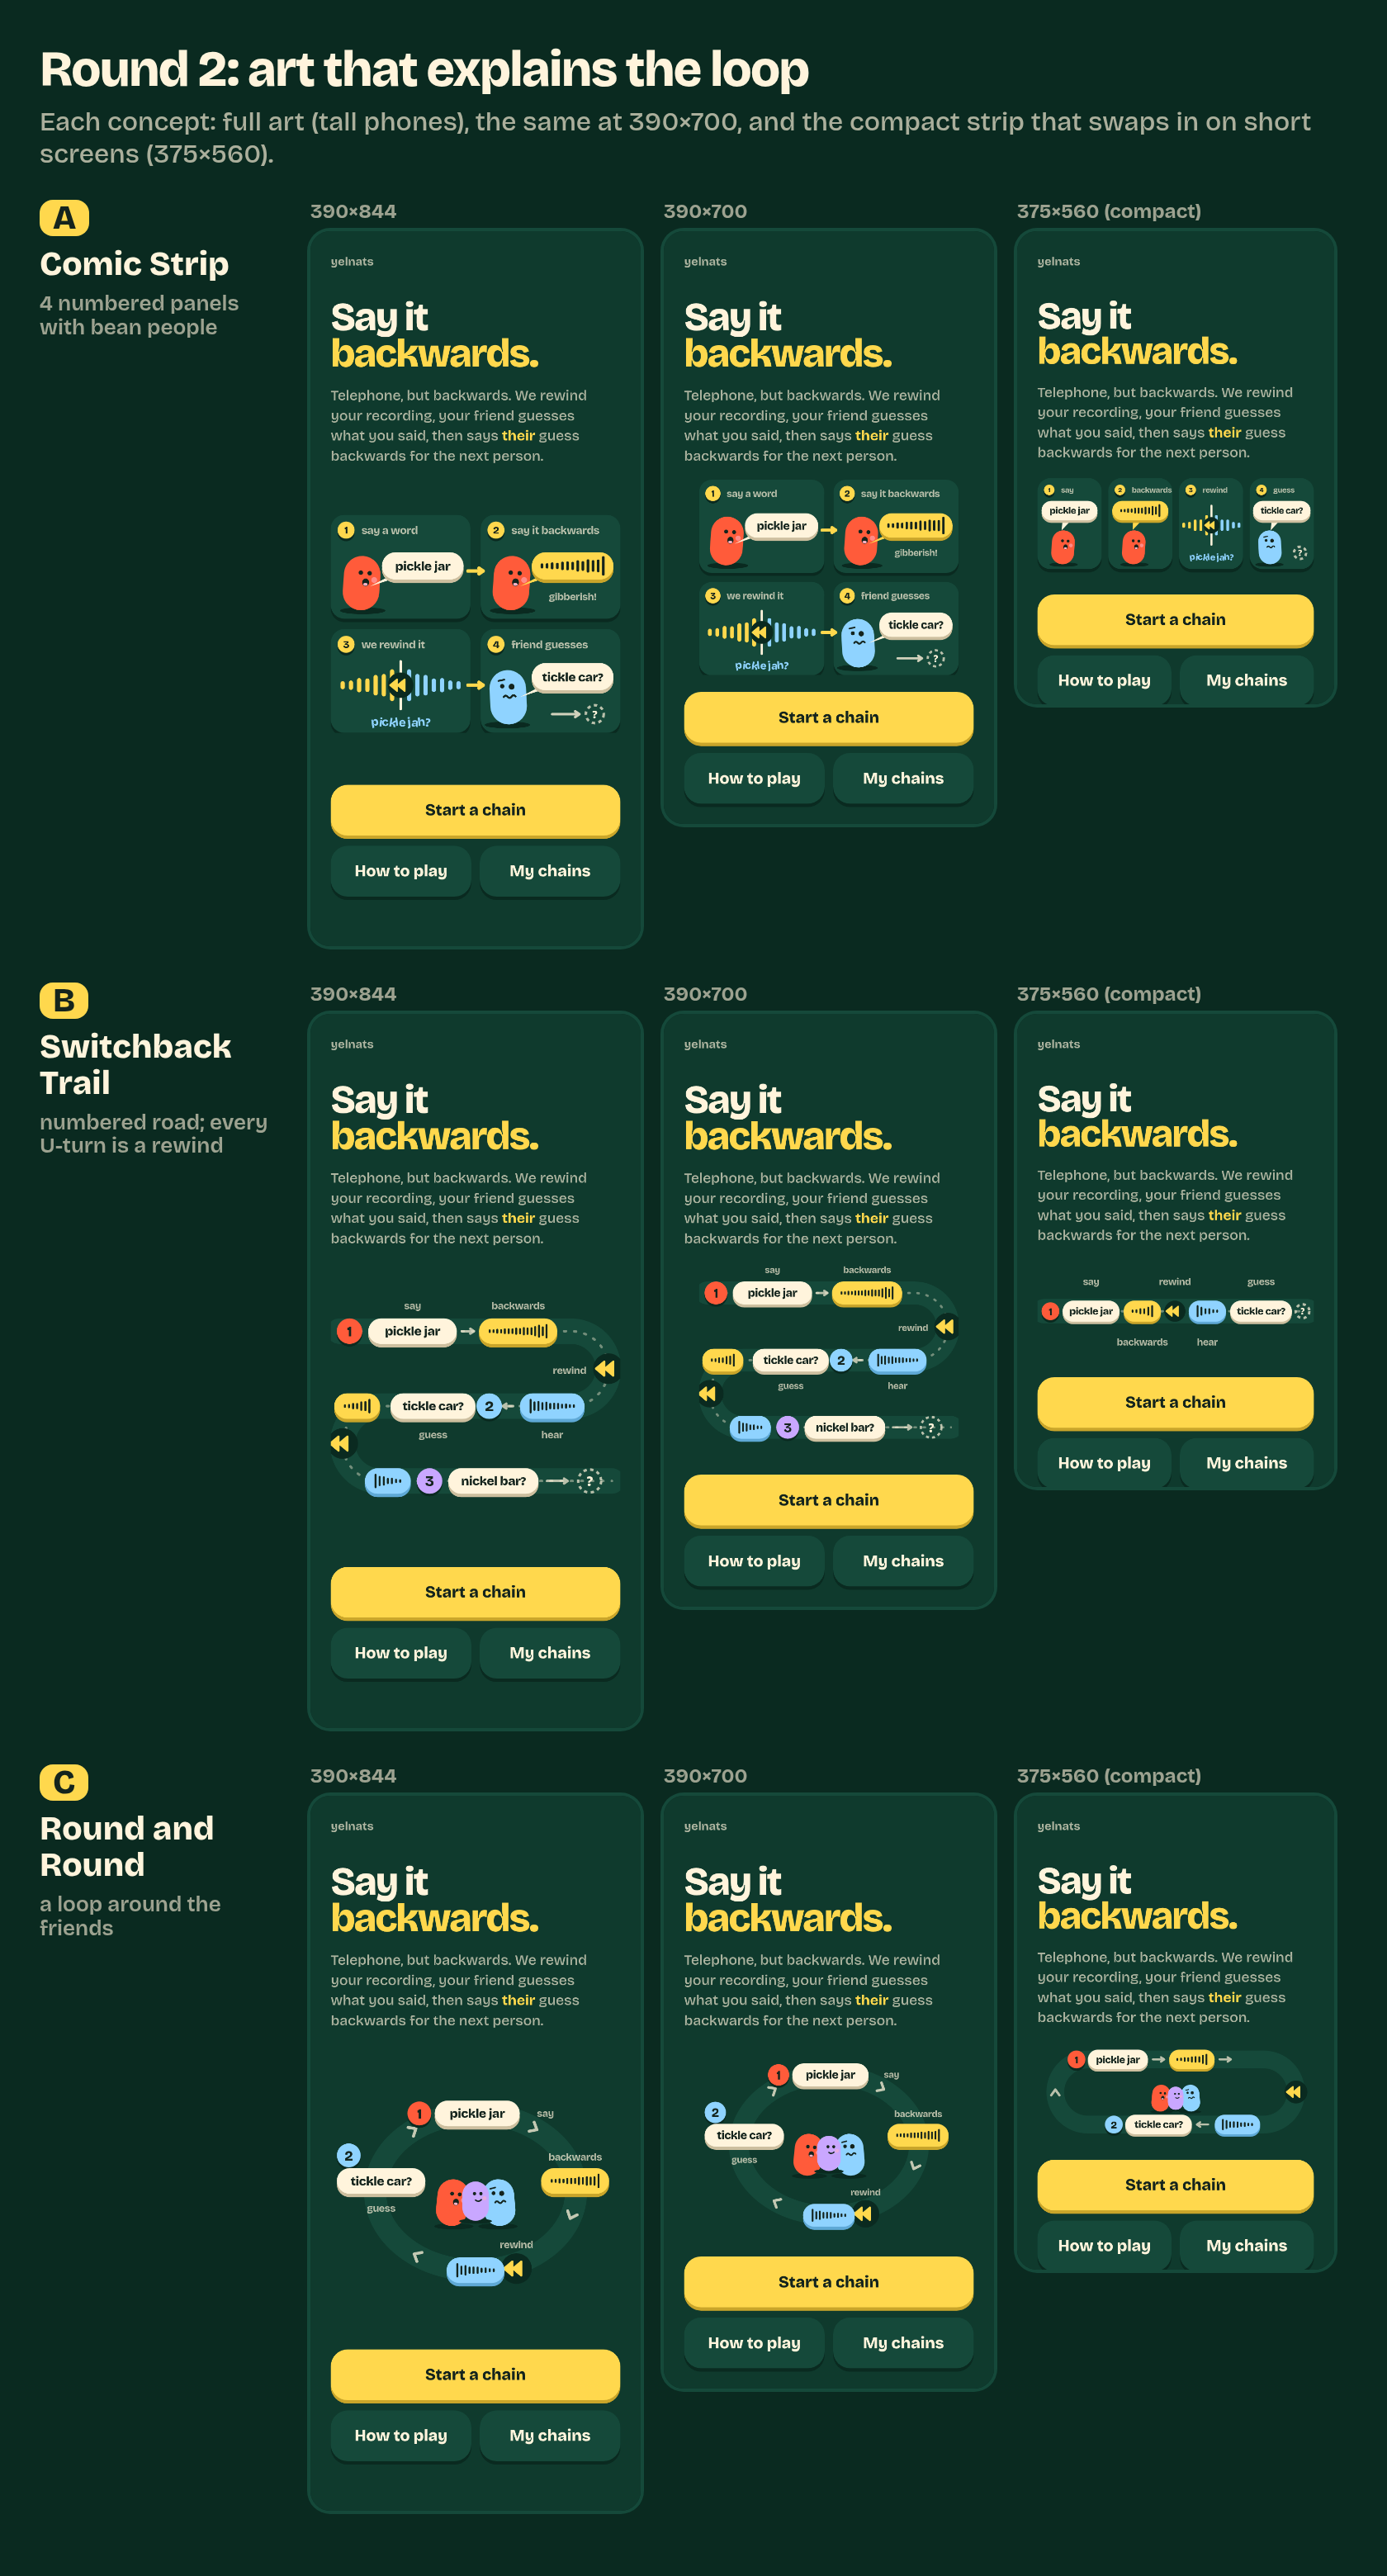 Round 2: art that explains the loop
Each concept: full art (tall phones), the same at 390×700, and the compact strip that swaps in on short
screens (375×560).
A
Comic Strip
4 numbered panels
with bean people
390×844
yelnats
Say it
backwards.
Telephone, but backwards. We rewind
your recording, your friend guesses
what you said, then says their guess
backwards for the next person.
1 say a word
pickle jar
2 say it backwards
gibberish!
3 we rewind it
pickle jah?
4 friend guesses
tickle car?
?
Start a chain
How to play
My chains
390×700
yelnats
Say it
backwards.
Telephone, but backwards. We rewind
your recording, your friend guesses
what you said, then says their guess
backwards for the next person.
1 say a word
pickle jar
2 say it backwards
gibberish!
3 we rewind it
pickle jah?
4 friend guesses
tickle car?
?
Start a chain
How to play
My chains
375×560 (compact)
yelnats
Say it
backwards.
Telephone, but backwards. We rewind
your recording, your friend guesses
what you said, then says their guess
backwards for the next person.
1 say
pickle jar
2 backwards
3 rewind
pickle jah?
4 guess
tickle car?
?
Start a chain
How to play
My chains
B
Switchback
Trail
numbered road; every
U-turn is a rewind
390×844
yelnats
Say it
backwards.
Telephone, but backwards. We rewind
your recording, your friend guesses
what you said, then says their guess
backwards for the next person.
say backwards
1 pickle jar
rewind
tickle car? 2
guess hear
3 nickel bar? ?
Start a chain
How to play
My chains
390×700
yelnats
Say it
backwards.
Telephone, but backwards. We rewind
your recording, your friend guesses
what you said, then says their guess
backwards for the next person.
say backwards
1 pickle jar
rewind
tickle car? 2
guess hear
3 nickel bar? ?
Start a chain
How to play
My chains
375×560 (compact)
yelnats
Say it
backwards.
Telephone, but backwards. We rewind
your recording, your friend guesses
what you said, then says their guess
backwards for the next person.
say rewind guess
1 pickle jar tickle car? ?
backwards hear
Start a chain
How to play
My chains
C
Round and
Round
a loop around the
friends
390×844
yelnats
Say it
backwards.
Telephone, but backwards. We rewind
your recording, your friend guesses
what you said, then says their guess
backwards for the next person.
1 pickle jar say
2
backwards
tickle car?
guess
rewind
Start a chain
How to play
My chains
390×700
yelnats
Say it
backwards.
Telephone, but backwards. We rewind
your recording, your friend guesses
what you said, then says their guess
backwards for the next person.
1 pickle jar say
2
backwards
tickle car?
guess
rewind
Start a chain
How to play
My chains
375×560 (compact)
yelnats
Say it
backwards.
Telephone, but backwards. We rewind
your recording, your friend guesses
what you said, then says their guess
backwards for the next person.
1 pickle jar
2 tickle car?
Start a chain
How to play
My chains